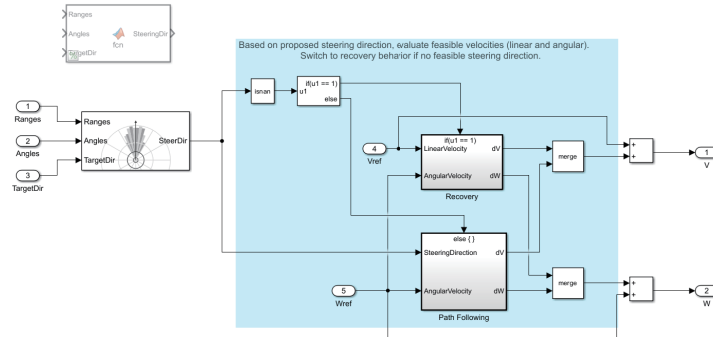 Ranges
Angles
TargetDir
SteeringDir
fcn
Based on proposed steering direction, evaluate feasible velocities (linear and angular).
Switch to recovery behavior if no feasible steering direction.
isnan
u1
if(u1 == 1)
else
1
Ranges
2
Angles
3
TargetDir
Ranges
Angles
TargetDir
SteerDir
4
Vref
if(u1 == 1)
LinearVelocity
dV
AngularVelocity
dW
Recovery
merge
+
+
1
V
else { }
SteeringDirection
dV
AngularVelocity
dW
Path Following
5
Wref
merge
+
+
2
W